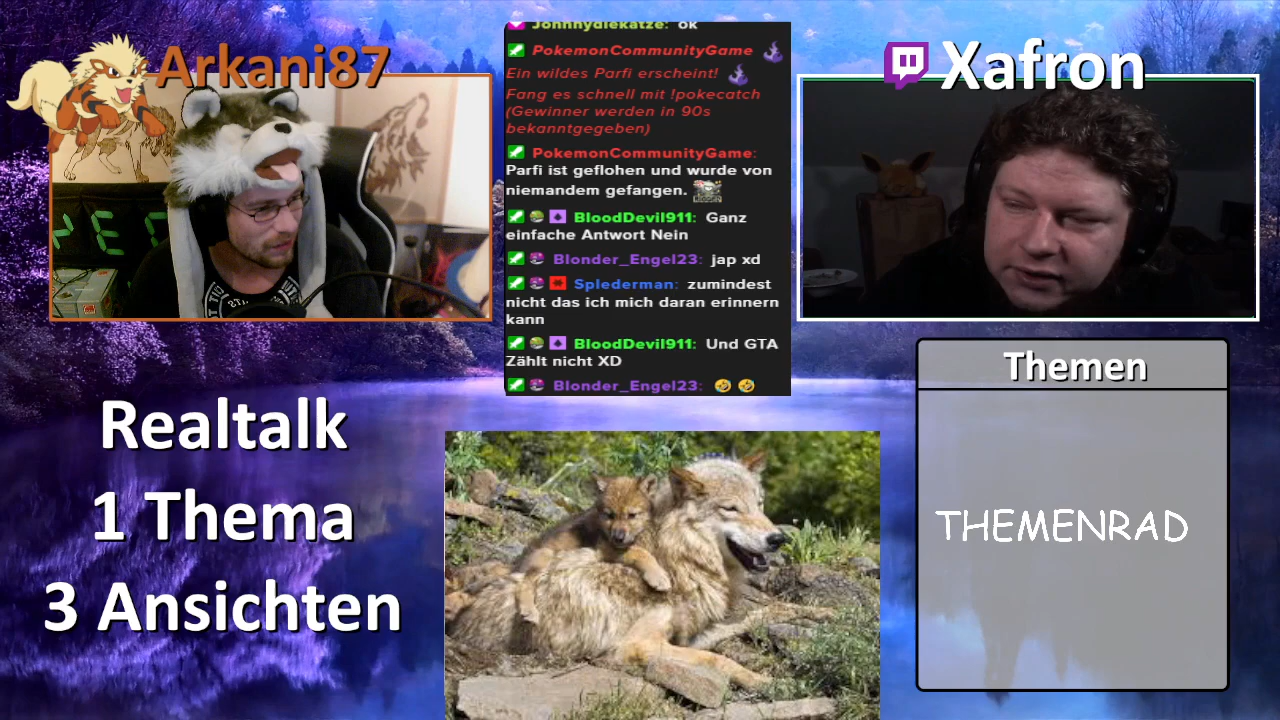 Arkani87
Johnnydiekatze: ok
PokemonCommunityGame
Ein wildes Parfi erscheint!
Fang es schnell mit !pokecatch
(Gewinner werden in 90s
bekanntgegeben)
PokemonCommunityGame:
Parfi ist geflohen und wurde von
niemandem gefangen.
BloodDevil911: Ganz
einfache Antwort Nein
Blonder_Engel23: jap xd
Splederman: zumindest
nicht das ich mich daran erinnern
kann
BloodDevil911: Und GTA
Zählt nicht XD
Blonder_Engel23: 🤣 🤣
Xafron
Realtalk
1 Thema
3 Ansichten
Themen
THEMENRAD